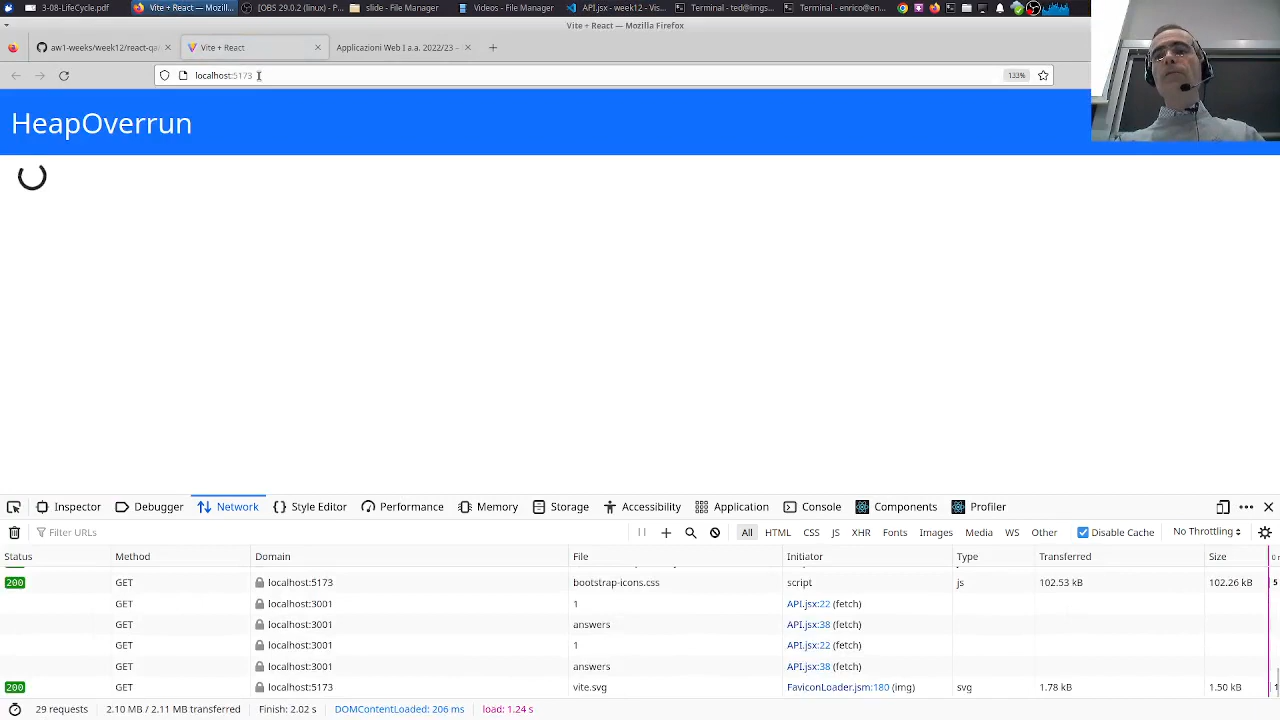 3-08-LifeCycle.pdf
Vite + React — Mozilla...
[OBS 29.0.2 (linux) - P...
slide - File Manager
Videos - File Manager
API.jsx - week12 - Vis...
Terminal - ted@ings...
Terminal - enrico@en...
Vite + React — Mozilla Firefox
aw1-weeks/week12/react-qa
Vite + React
Applicazioni Web I a.a. 2022/23 -
localhost:5173
133%
HeapOverrun
Inspector
Debugger
Network
Style Editor
Performance
Memory
Storage
Accessibility
Application
Console
Components
Profiler
Filter URLs
All
HTML
CSS
JS
XHR
Fonts
Images
Media
WS
Other
Disable Cache
No Throttling
Status Method Domain File Initiator Type Transferred Size
200 GET localhost:5173 bootstrap-icons.css script js 102.53 kB 102.26 kB
GET localhost:3001 1 API.jsx:22 (fetch)
GET localhost:3001 answers API.jsx:38 (fetch)
GET localhost:3001 1 API.jsx:22 (fetch)
GET localhost:3001 answers API.jsx:38 (fetch)
200 GET localhost:5173 vite.svg FaviconLoader.jsm:180 (img) svg 1.78 kB 1.50 kB
29 requests
2.10 MB / 2.11 MB transferred
Finish: 2.02 s
DOMContentLoaded: 206 ms
load: 1.24 s